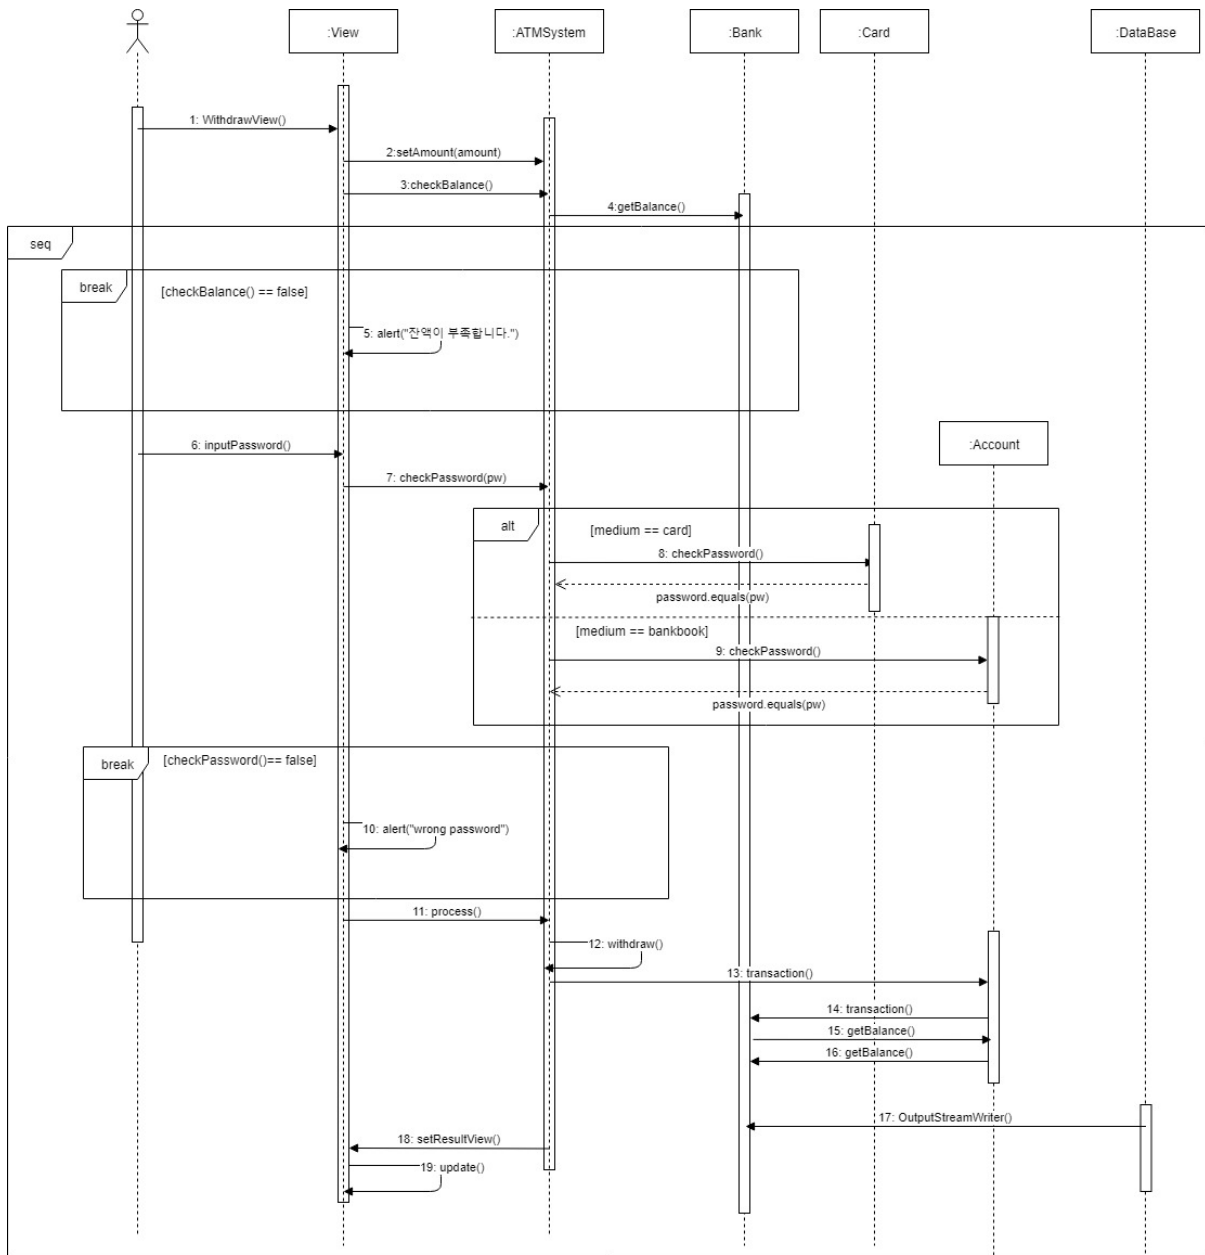 :View
:ATMSystem
:Bank
:Card
:DataBase
1: WithdrawView()
2:setAmount(amount)
3:checkBalance()
4:getBalance()
seq
break
[checkBalance() == false]
5: alert("잔액이 부족합니다.")
6: inputPassword()
:Account
7: checkPassword(pw)
alt
[medium == card]
8: checkPassword()
password.equals(pw)
[medium == bankbook]
9: checkPassword()
password.equals(pw)
break
[checkPassword()== false]
10: alert("wrong password")
11: process()
12: withdraw()
13: transaction()
14: transaction()
15: getBalance()
16: getBalance()
17: OutputStreamWriter()
18: setResultView()
19: update()